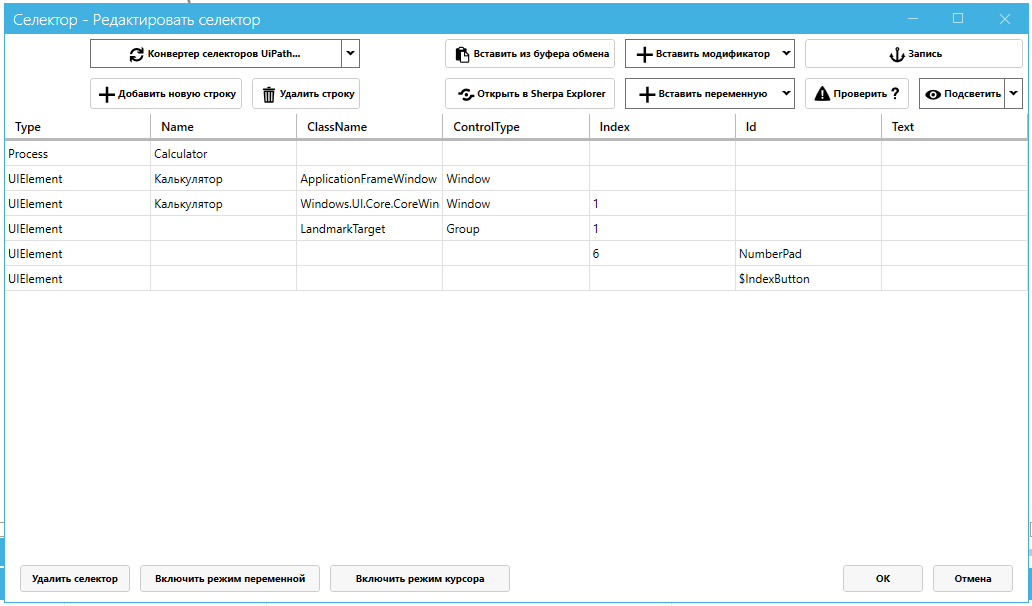 Селектор - Редактировать селектор
Конвертер селекторов UiPath... Вставить из буфера обмена Вставить модификатор Запись
Добавить новую строку Удалить строку Открыть в Sherpa Explorer Вставить переменную Проверить ? Подсветить
Type Name ClassName ControlType Index Id Text
Process Calculator
UIElement Калькулятор ApplicationFrameWindow Window
UIElement Калькулятор Windows.UI.Core.CoreWin Window 1
UIElement LandmarkTarget Group 1
UIElement 6 NumberPad
UIElement $IndexButton
Удалить селектор Включить режим переменной Включить режим курсора ОК Отмена